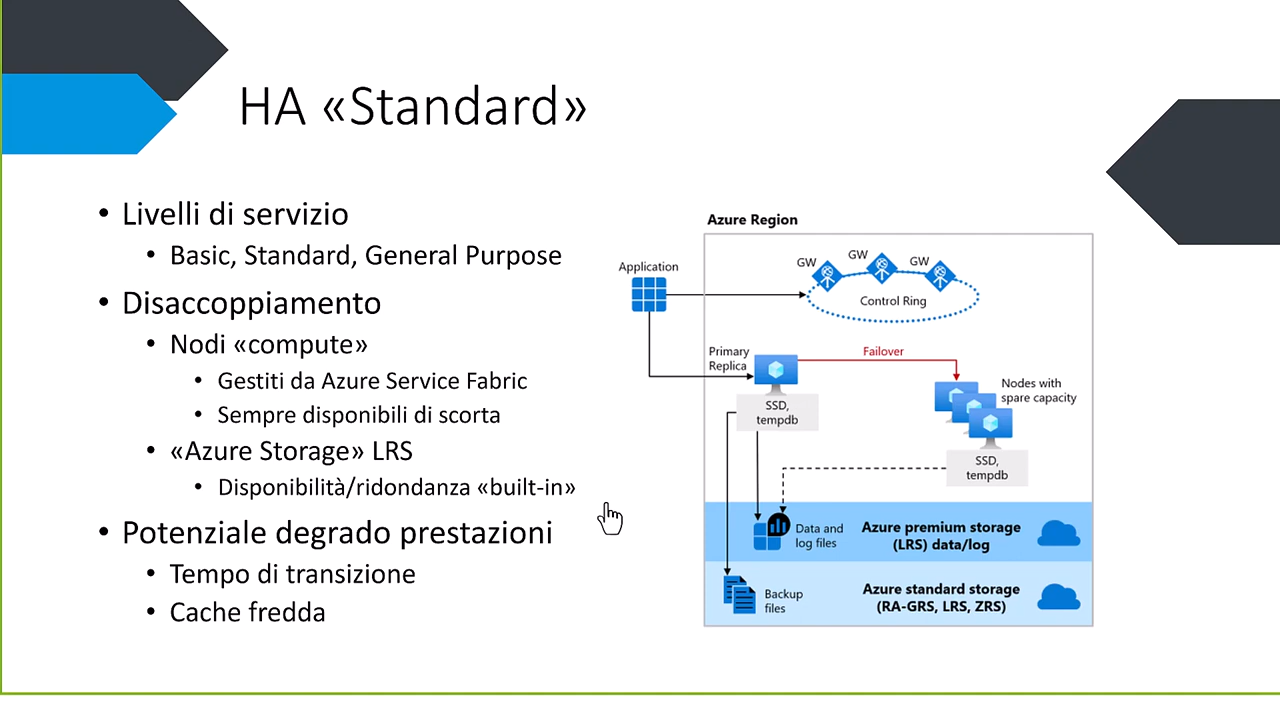 HA «Standard»
• Livelli di servizio
• Basic, Standard, General Purpose
• Disaccoppiamento
• Nodi «compute»
• Gestiti da Azure Service Fabric
• Sempre disponibili di scorta
• «Azure Storage» LRS
• Disponibilità/ridondanza «built-in»
• Potenziale degrado prestazioni
• Tempo di transizione
• Cache fredda
Azure Region
Application
GW
GW
GW
Control Ring
Primary
Replica
Failover
SSD,
tempdb
Nodes with
spare capacity
SSD,
tempdb
Data and
log files
Azure premium storage
(LRS) data/log
Backup
files
Azure standard storage
(RA-GRS, LRS, ZRS)